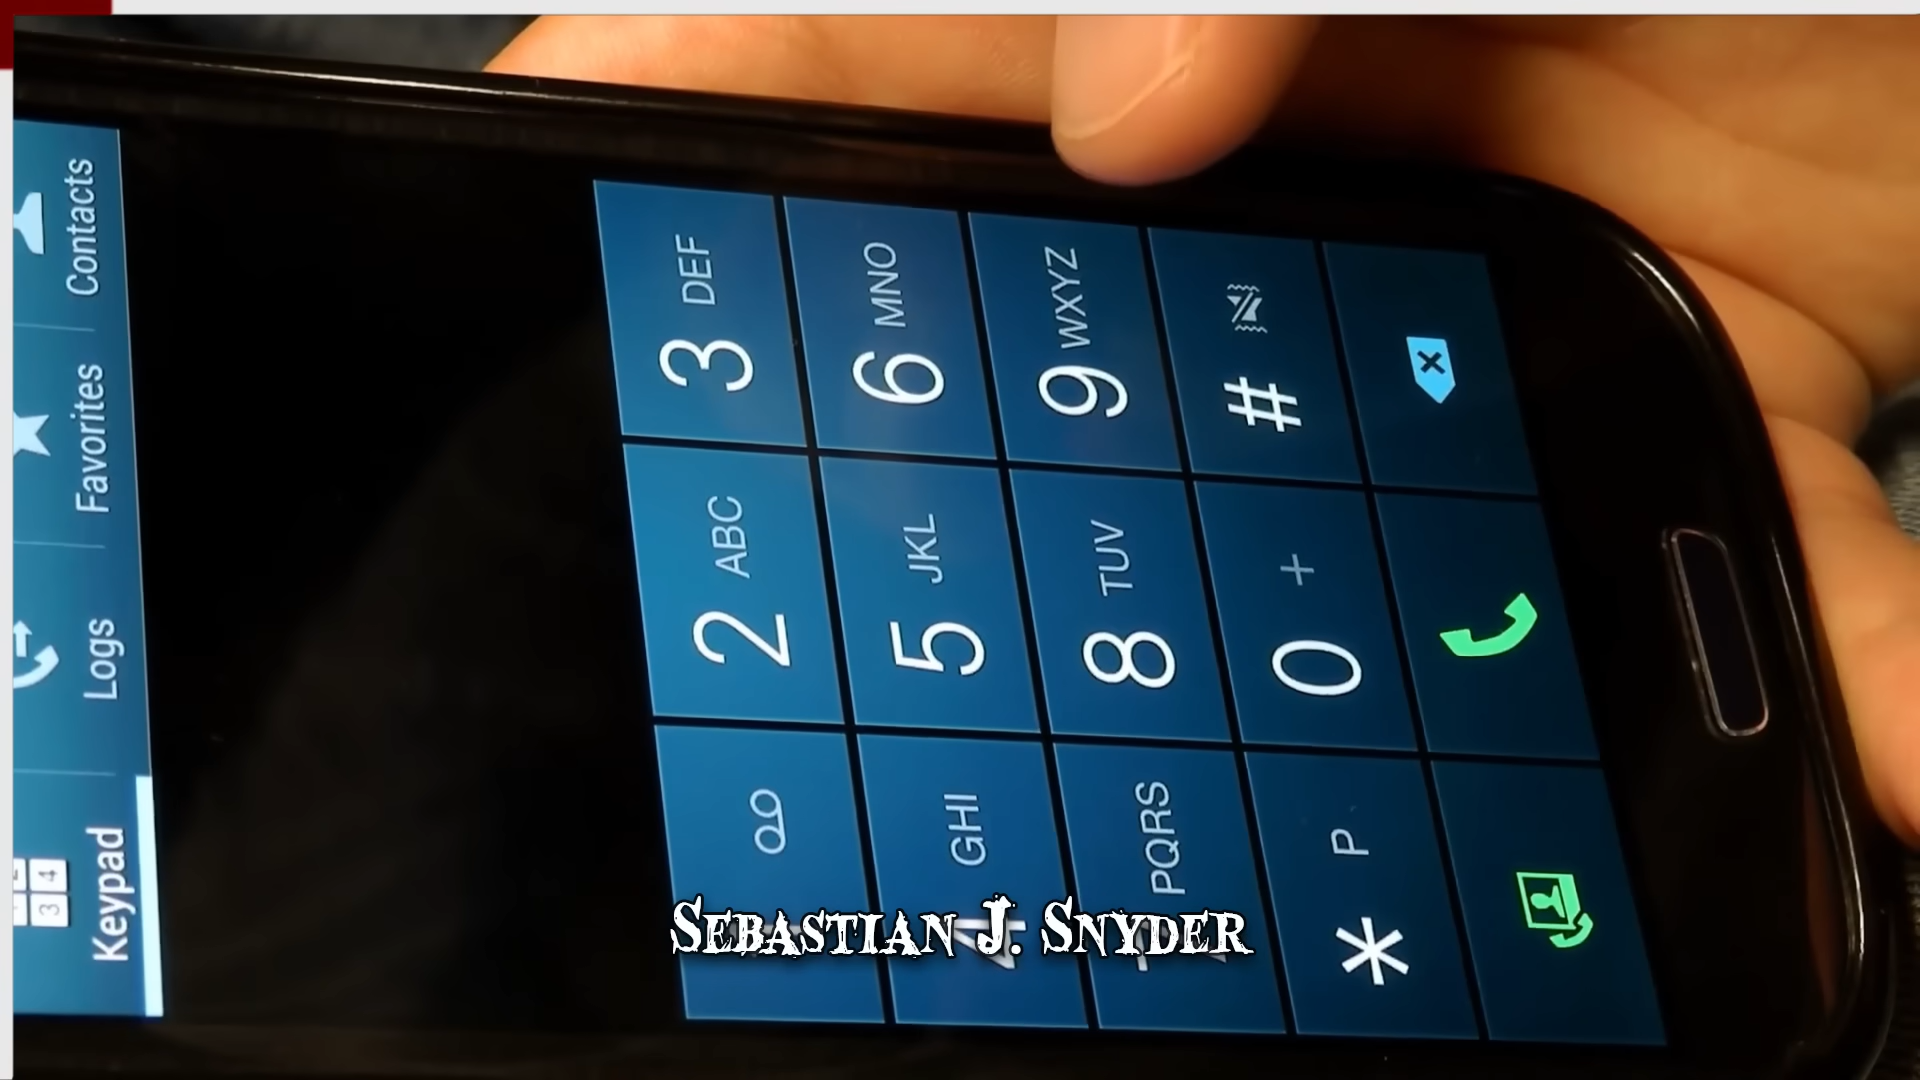 Keypad Logs Favorites Contacts
2 ABC 3 DEF
4 GHI 5 JKL 6 MNO
PQRS 8 TUV 9 WXYZ
* P 0 + #
Sebastian J. Snyder